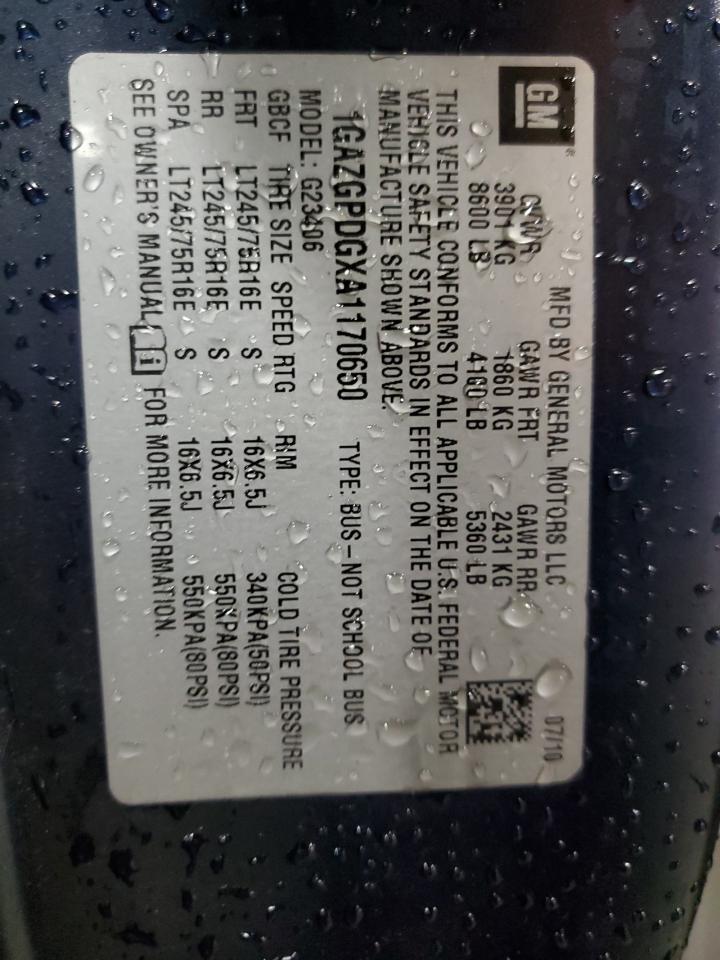 GM
MFD BY GENERAL MOTORS LLC 07/10
GVWR GAWR FRT GAWR RR
3901 KG 1860 KG 2431 KG
8600 LB 4100 LB 5360 LB
THIS VEHICLE CONFORMS TO ALL APPLICABLE U.S. FEDERAL MOTOR
VEHICLE SAFETY STANDARDS IN EFFECT ON THE DATE OF
MANUFACTURE SHOWN ABOVE.
1GAZGPDGXA1170650 TYPE: BUS – NOT SCHOOL BUS
MODEL: G23406
GBCF TIRE SIZE SPEED RTG RIM COLD TIRE PRESSURE
FRT LT245/75R16E S 16X6.5J 340KPA(50PSI)
RR LT245/75R16E S 16X6.5J 550KPA(80PSI)
SPA LT245/75R16E S 16X6.5J 550KPA(80PSI)
SEE OWNER'S MANUAL FOR MORE INFORMATION.